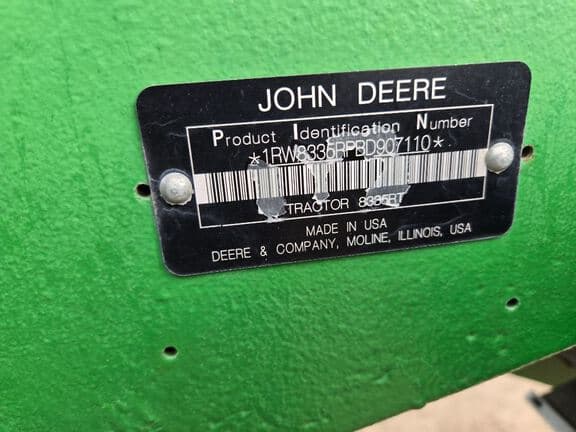 JOHN DEERE
Product Identification Number
*1RW8335RPBD907110*
TRACTOR 8335RT
MADE IN USA
DEERE & COMPANY, MOLINE, ILLINOIS, USA